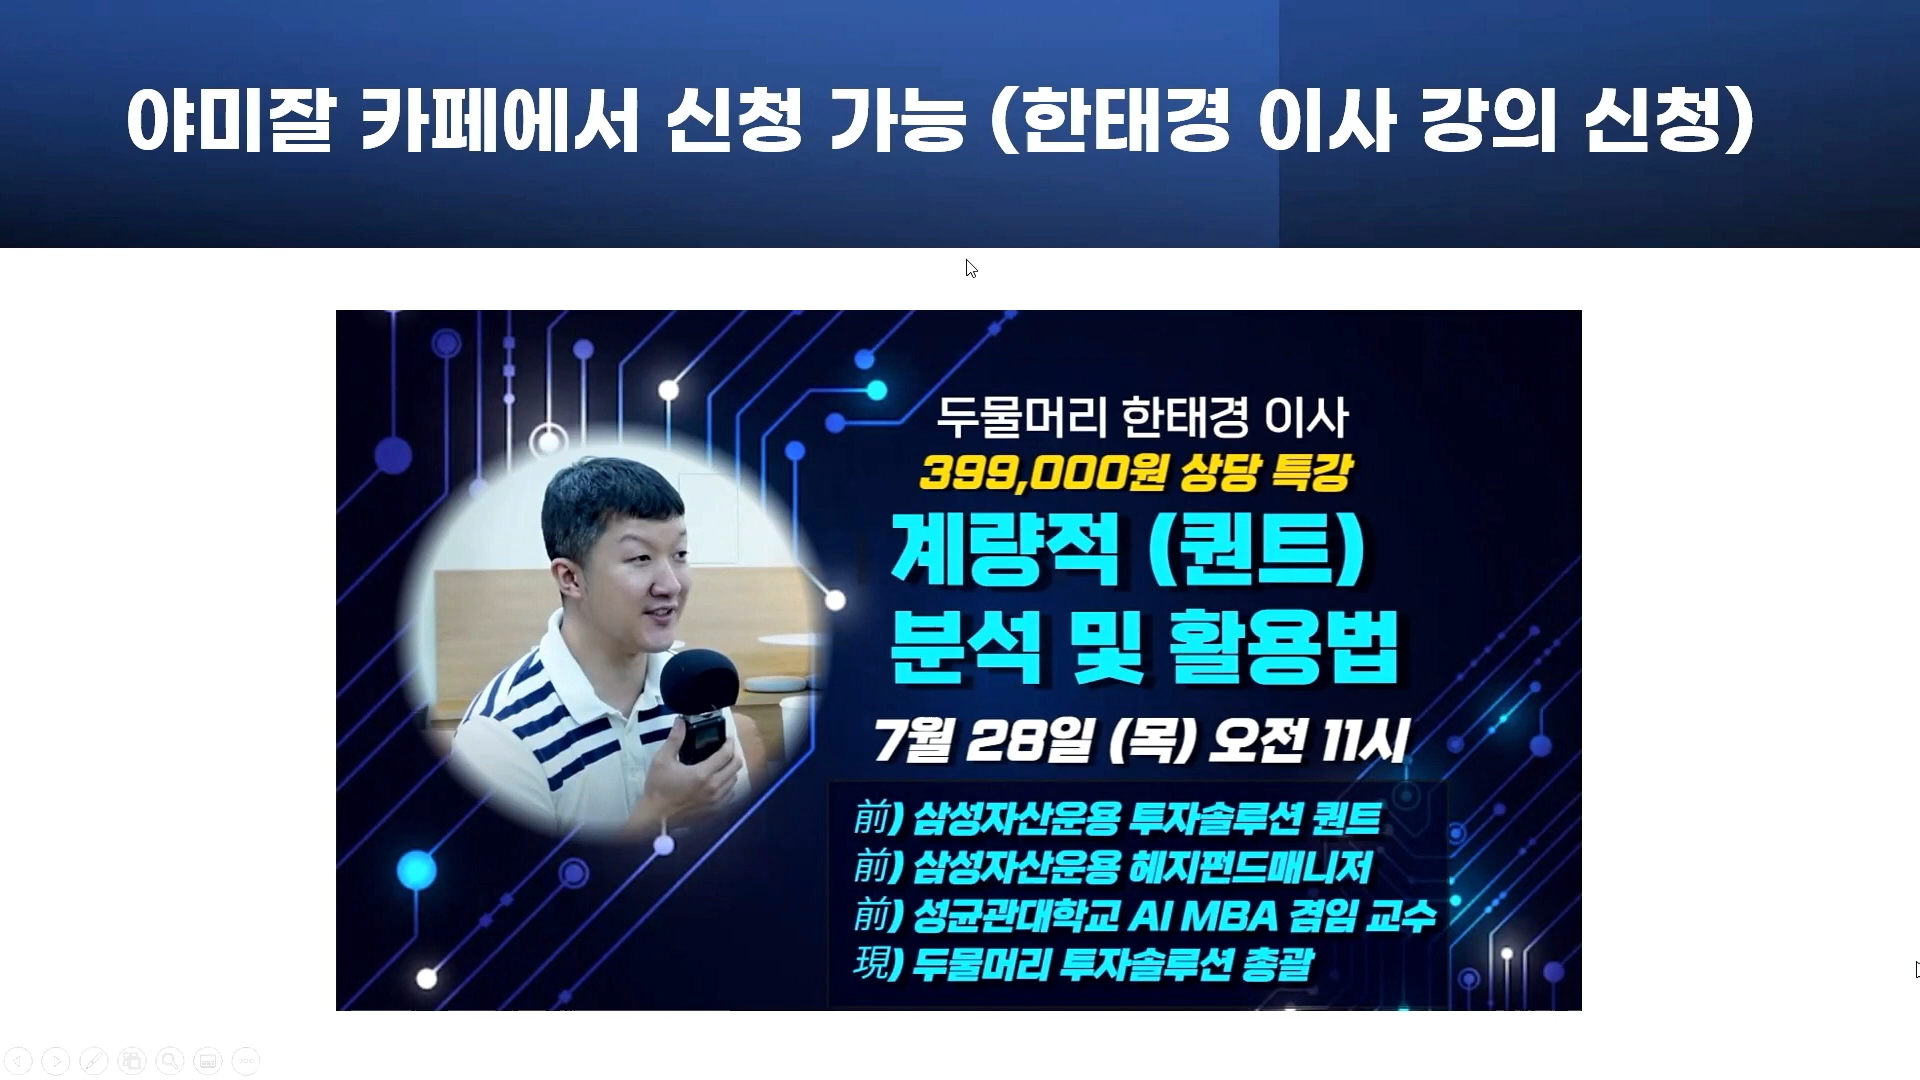 야미잘 카페에서 신청 가능 (한태경 이사 강의 신청)
두물머리 한태경 이사
399,000원 상당 특강
계량적 (퀀트)
분석 및 활용법
7월 28일 (목) 오전 11시
前) 삼성자산운용 투자솔루션 퀀트
前) 삼성자산운용 헤지펀드매니저
前) 성균관대학교 AI MBA 겸임 교수
現) 두물머리 투자솔루션 총괄